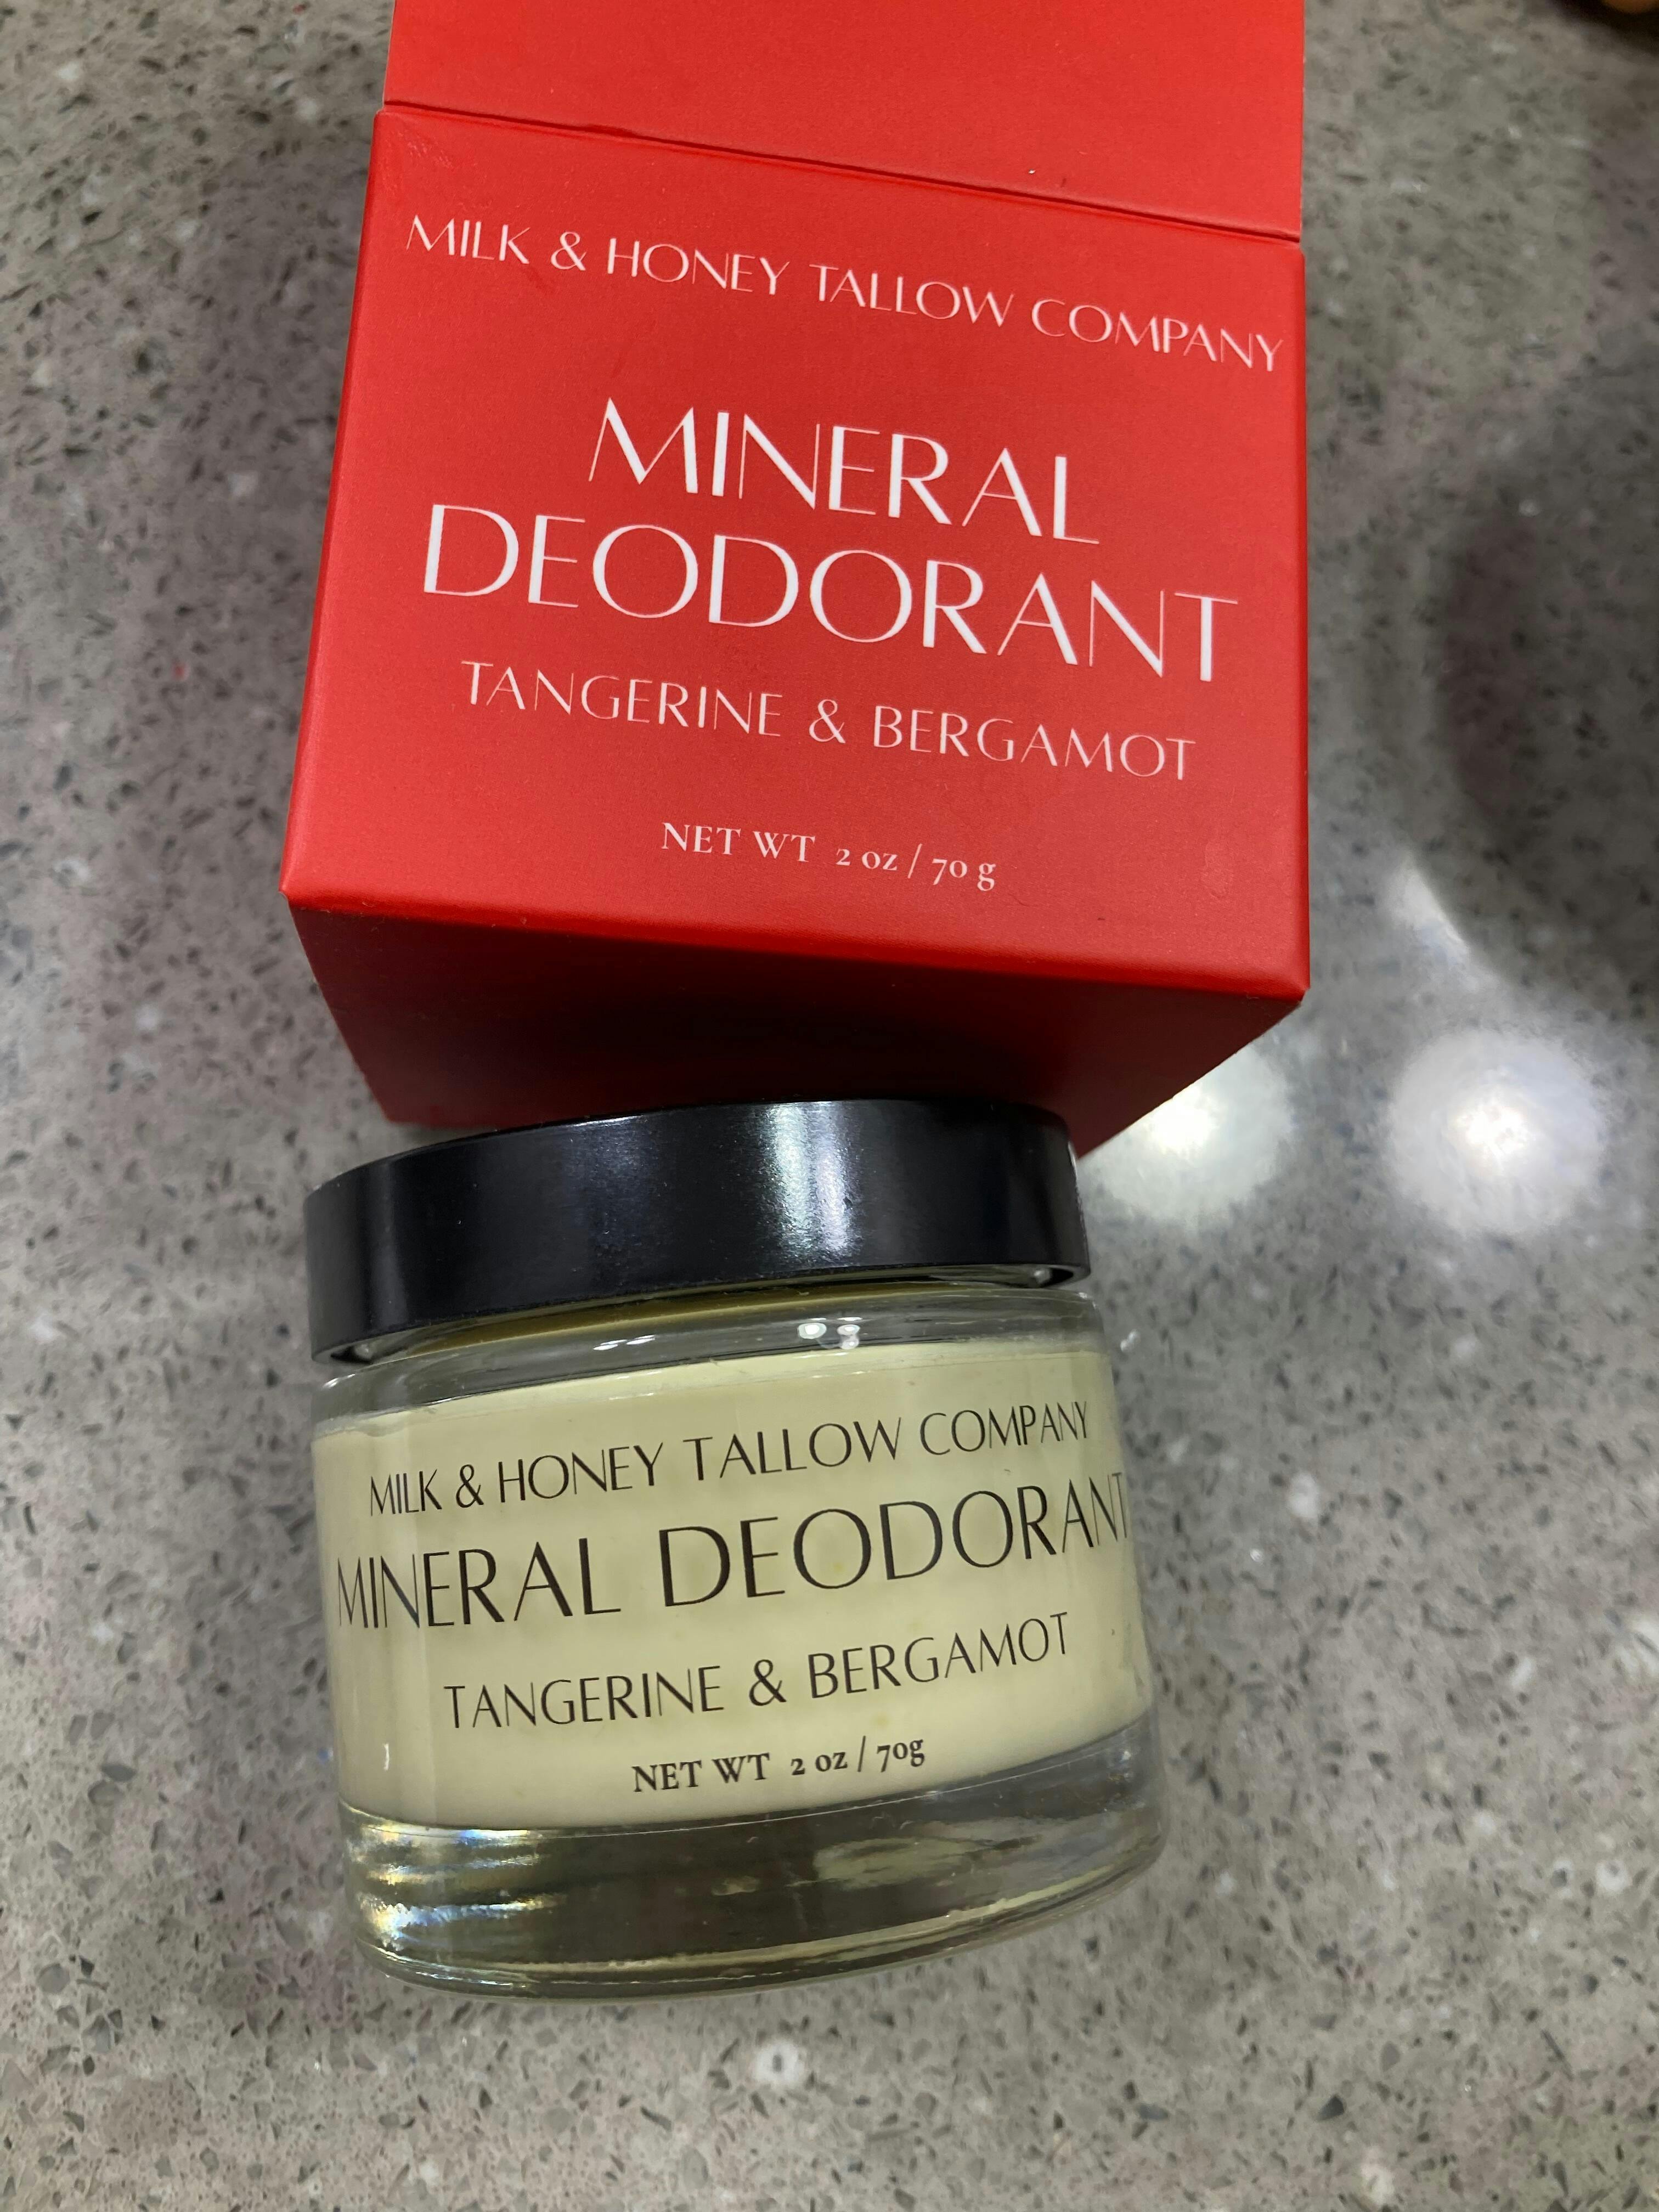 MILK & HONEY TALLOW COMPANY
MINERAL
DEODORANT
TANGERINE & BERGAMOT
NET WT 2 oz / 70 g
MILK & HONEY TALLOW COMPANY
MINERAL DEODORANT
TANGERINE & BERGAMOT
NET WT 2 oz / 70g